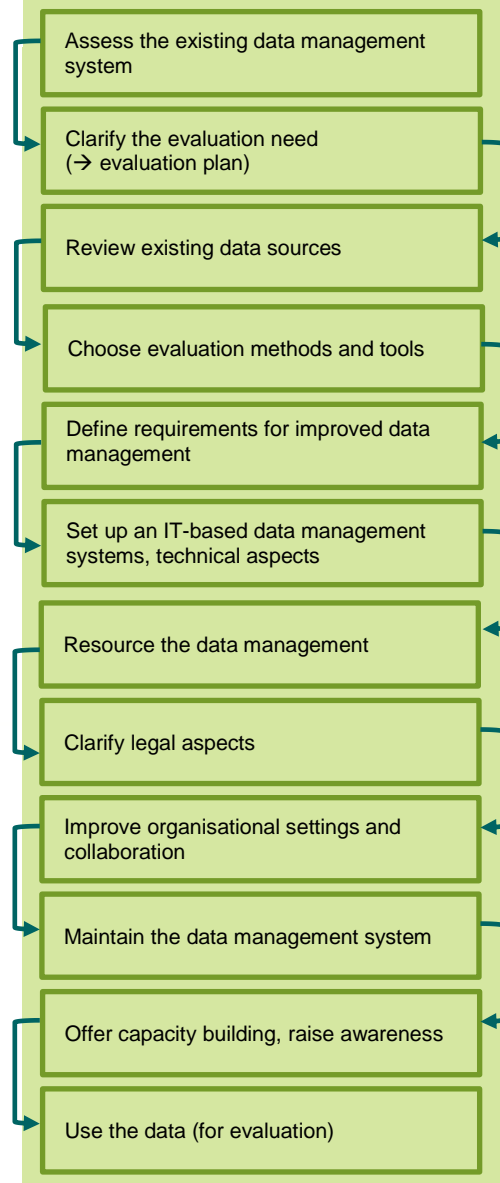 Assess the existing data management
system
Clarify the evaluation need
(→ evaluation plan)
Review existing data sources
Choose evaluation methods and tools
Define requirements for improved data
management
Set up an IT-based data management
systems, technical aspects
Resource the data management
Clarify legal aspects
Improve organisational settings and
collaboration
Maintain the data management system
Offer capacity building, raise awareness
Use the data (for evaluation)